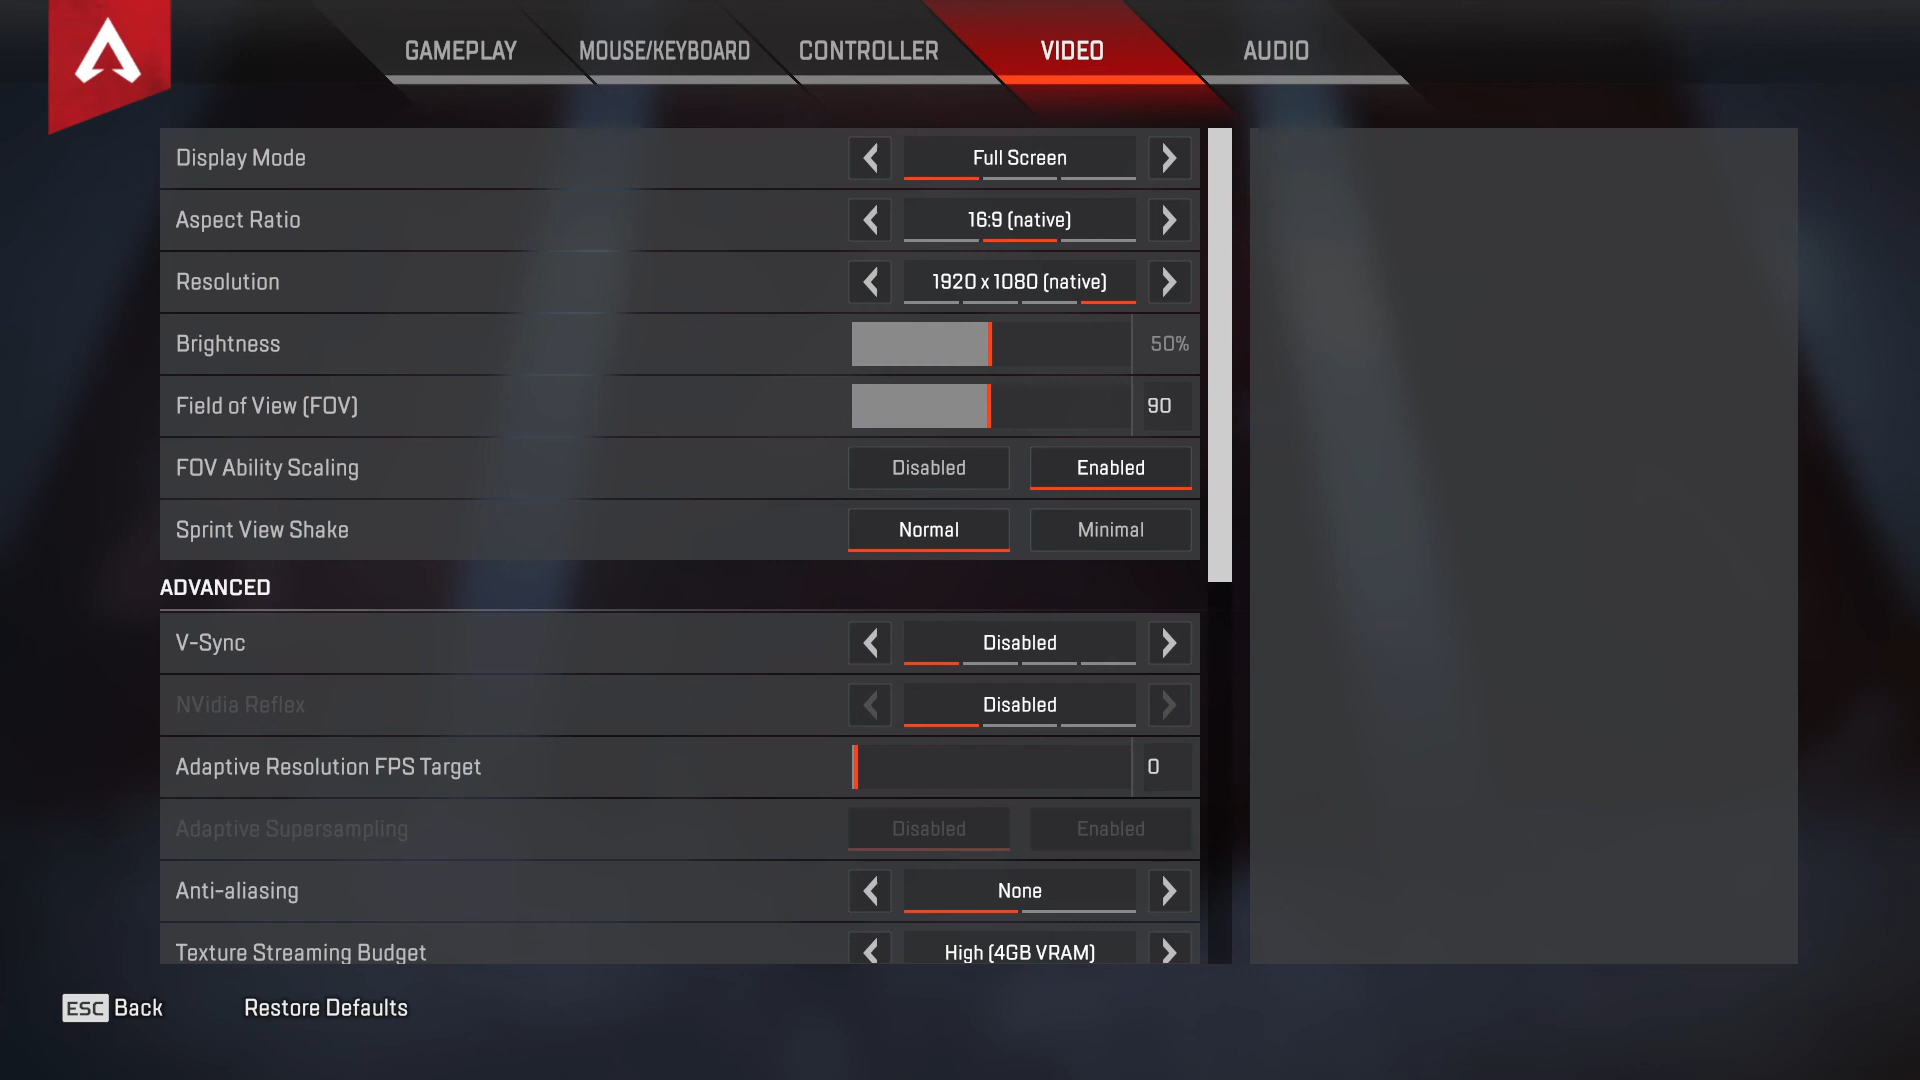 GAMEPLAY MOUSE/KEYBOARD CONTROLLER VIDEO AUDIO
Display Mode Full Screen
Aspect Ratio 16:9 (native)
Resolution 1920 x 1080 (native)
Brightness 50%
Field of View (FOV) 90
FOV Ability Scaling Disabled Enabled
Sprint View Shake Normal Minimal
ADVANCED
V-Sync Disabled
NVidia Reflex Disabled
Adaptive Resolution FPS Target 0
Adaptive Supersampling Disabled Enabled
Anti-aliasing None
Texture Streaming Budget High (4GB VRAM)
ESC Back Restore Defaults